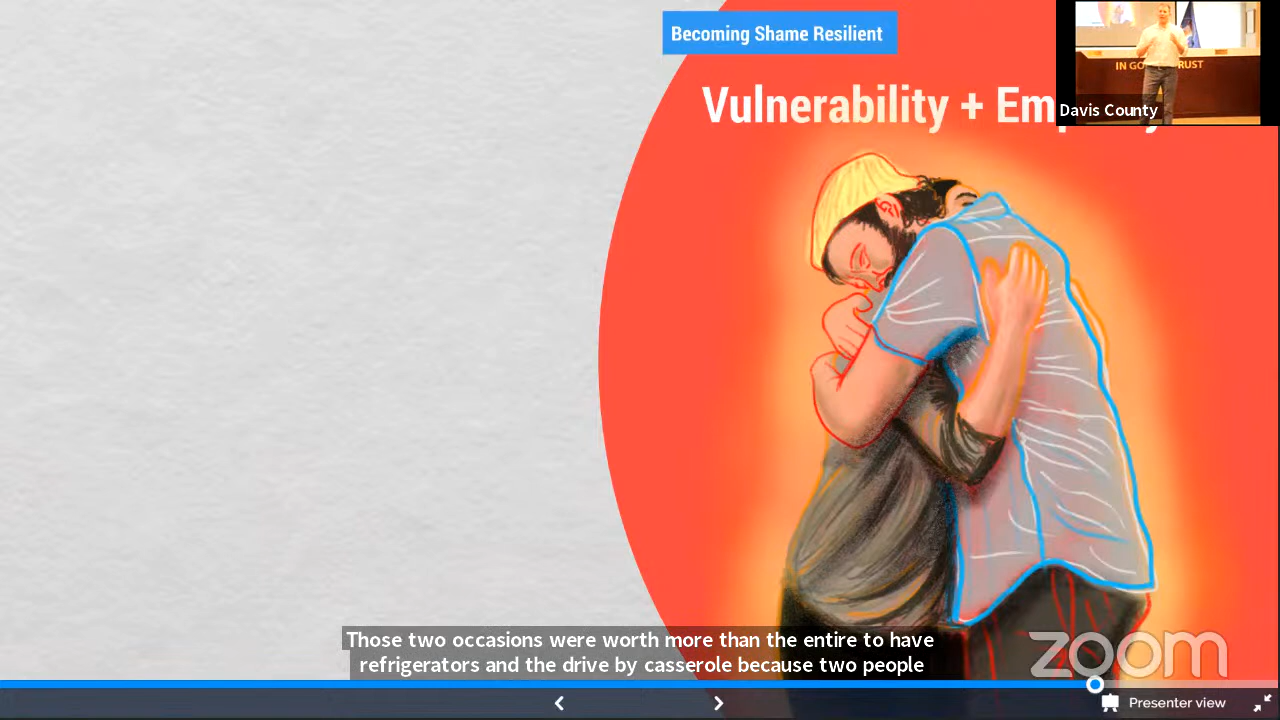 Becoming Shame Resilient
Vulnerability +
IN GO RUST
Davis County
Those two occasions were worth more than the entire to have
refrigerators and the drive by casserole because two people
zoom
Presenter view